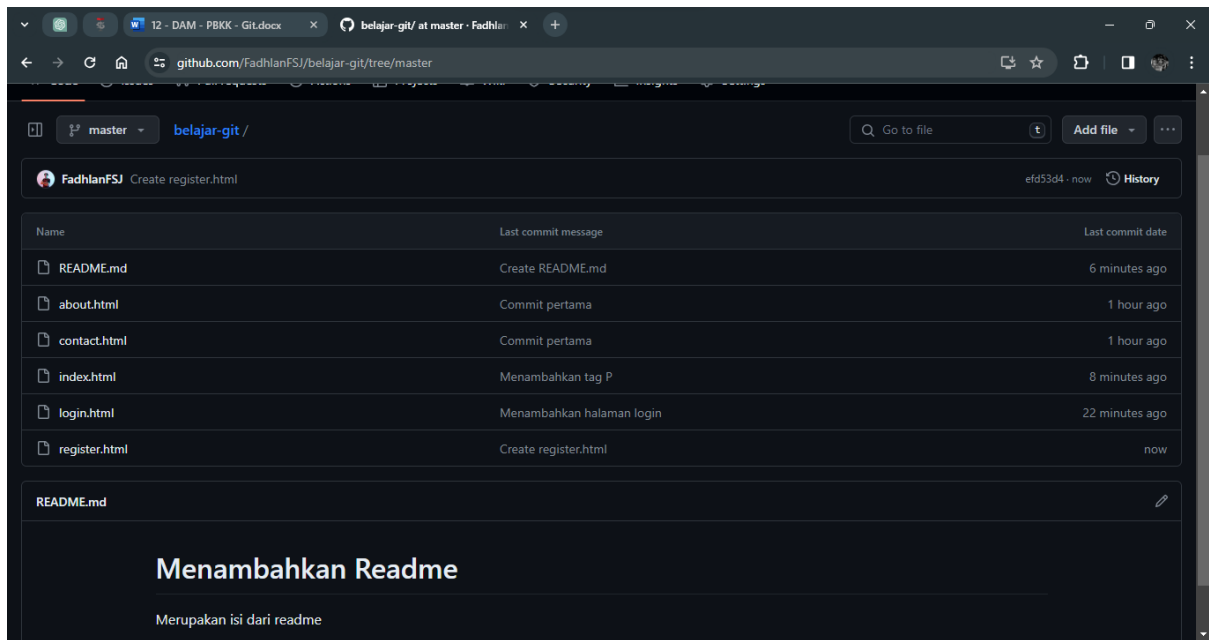 12 - DAM - PBKK - Git.docx
belajar-git/ at master · Fadhlan
github.com/FadhlanFSJ/belajar-git/tree/master
master
belajar-git /
Go to file
t
Add file
FadhlanFSJ Create register.html
efd53d4 · now
History
Name Last commit message Last commit date
README.md Create README.md 6 minutes ago
about.html Commit pertama 1 hour ago
contact.html Commit pertama 1 hour ago
index.html Menambahkan tag P 8 minutes ago
login.html Menambahkan halaman login 22 minutes ago
register.html Create register.html now
README.md
Menambahkan Readme
Merupakan isi dari readme